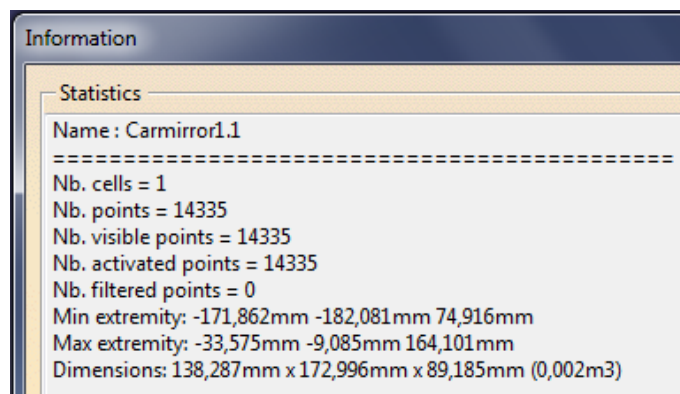 Information
Statistics
Name : Carmirror1.1
============================================
Nb. cells = 1
Nb. points = 14335
Nb. visible points = 14335
Nb. activated points = 14335
Nb. filtered points = 0
Min extremity: -171,862mm -182,081mm 74,916mm
Max extremity: -33,575mm -9,085mm 164,101mm
Dimensions: 138,287mm x 172,996mm x 89,185mm (0,002m3)